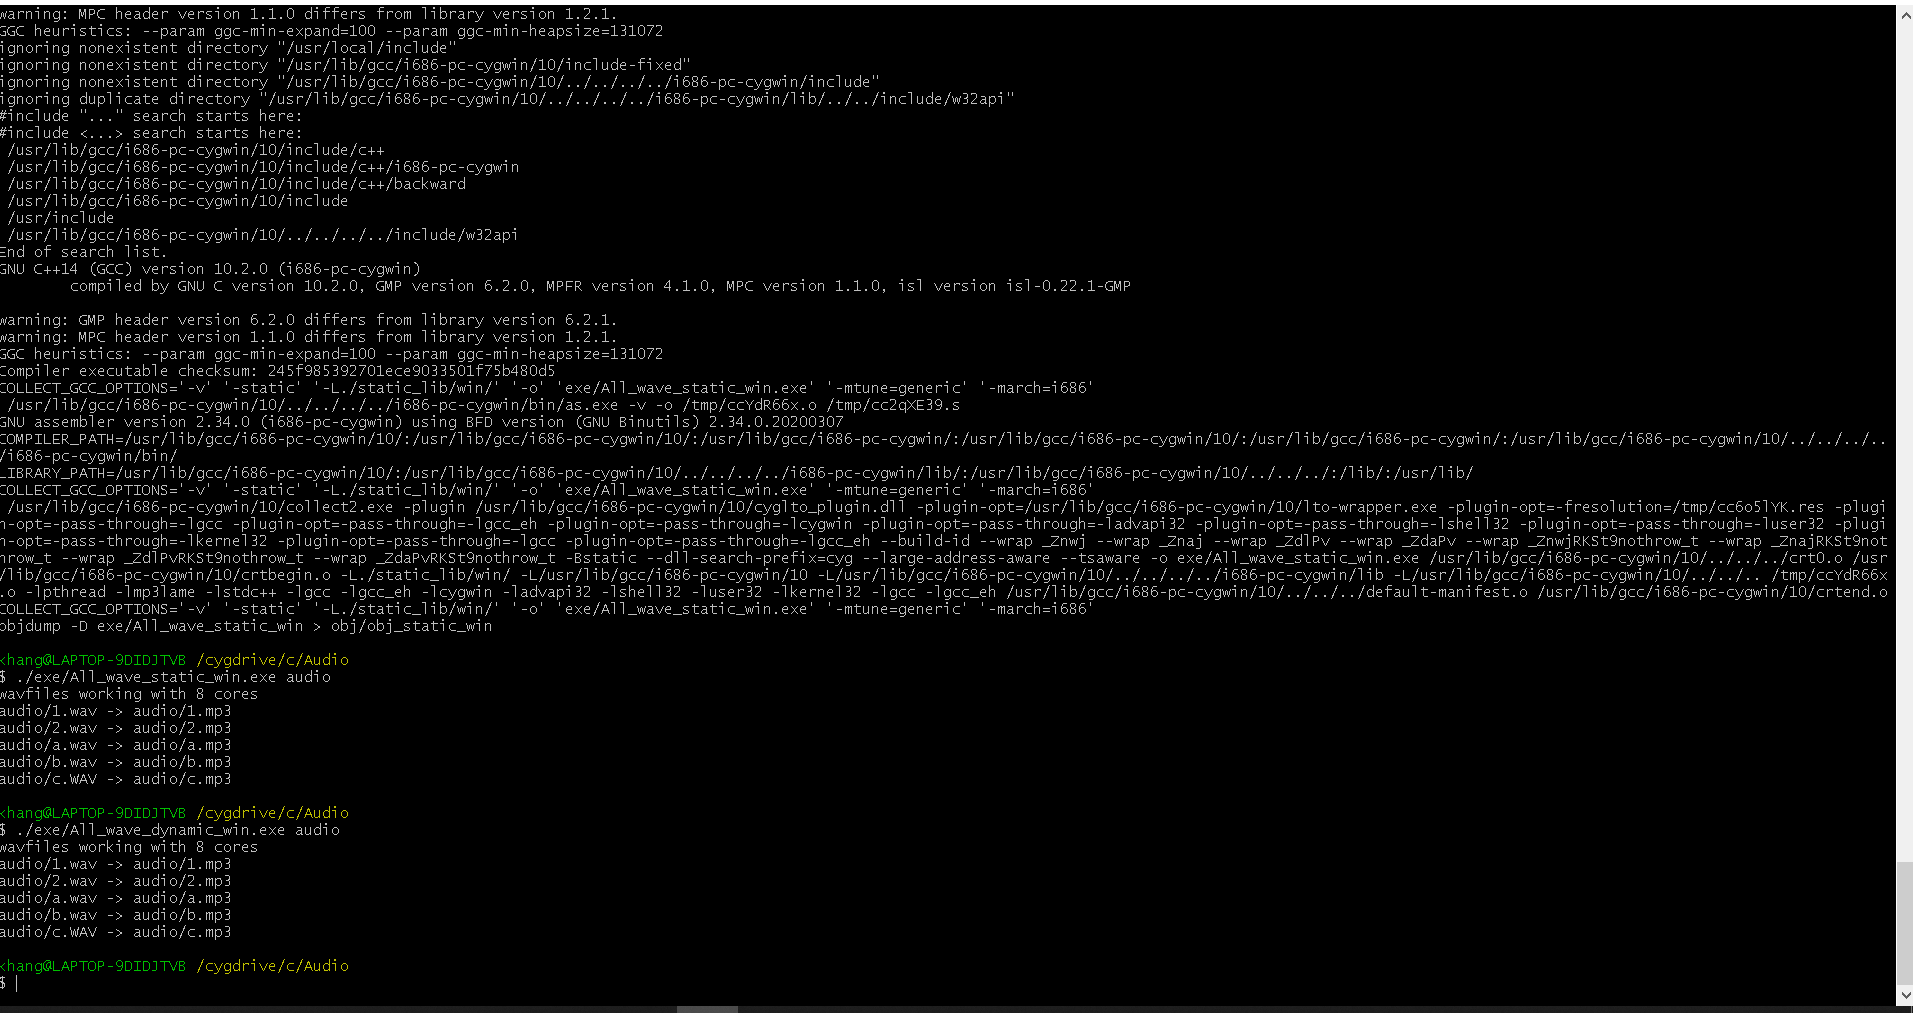 warning: MPC header version 1.1.0 differs from library version 1.2.1.
GGC heuristics: --param ggc-min-expand=100 --param ggc-min-heapsize=131072
ignoring nonexistent directory "/usr/local/include"
ignoring nonexistent directory "/usr/lib/gcc/i686-pc-cygwin/10/include-fixed"
ignoring nonexistent directory "/usr/lib/gcc/i686-pc-cygwin/10/../../../../i686-pc-cygwin/include"
ignoring duplicate directory "/usr/lib/gcc/i686-pc-cygwin/10/../../../../i686-pc-cygwin/lib/../../include/w32api"
#include "..." search starts here:
#include <...> search starts here:
 /usr/lib/gcc/i686-pc-cygwin/10/include/c++
 /usr/lib/gcc/i686-pc-cygwin/10/include/c++/i686-pc-cygwin
 /usr/lib/gcc/i686-pc-cygwin/10/include/c++/backward
 /usr/lib/gcc/i686-pc-cygwin/10/include
 /usr/include
 /usr/lib/gcc/i686-pc-cygwin/10/../../../../include/w32api
End of search list.
GNU C++14 (GCC) version 10.2.0 (i686-pc-cygwin)
        compiled by GNU C version 10.2.0, GMP version 6.2.0, MPFR version 4.1.0, MPC version 1.1.0, isl version isl-0.22.1-GMP

warning: GMP header version 6.2.0 differs from library version 6.2.1.
warning: MPC header version 1.1.0 differs from library version 1.2.1.
GGC heuristics: --param ggc-min-expand=100 --param ggc-min-heapsize=131072
Compiler executable checksum: 245f985392701ece9033501f75b480d5
COLLECT_GCC_OPTIONS='-v' '-static' '-L./static_lib/win/' '-o' 'exe/All_wave_static_win.exe' '-mtune=generic' '-march=i686'
 /usr/lib/gcc/i686-pc-cygwin/10/../../../../i686-pc-cygwin/bin/as.exe -v -o /tmp/ccYdR66x.o /tmp/cc2qXE39.s
GNU assembler version 2.34.0 (i686-pc-cygwin) using BFD version (GNU Binutils) 2.34.0.20200307
COMPILER_PATH=/usr/lib/gcc/i686-pc-cygwin/10/:/usr/lib/gcc/i686-pc-cygwin/10/:/usr/lib/gcc/i686-pc-cygwin/:/usr/lib/gcc/i686-pc-cygwin/10/:/usr/lib/gcc/i686-pc-cygwin/:/usr/lib/gcc/i686-pc-cygwin/10/../../../..
/i686-pc-cygwin/bin/
LIBRARY_PATH=/usr/lib/gcc/i686-pc-cygwin/10/:/usr/lib/gcc/i686-pc-cygwin/10/../../../../i686-pc-cygwin/lib/:/usr/lib/gcc/i686-pc-cygwin/10/../../../:/lib/:/usr/lib/
COLLECT_GCC_OPTIONS='-v' '-static' '-L./static_lib/win/' '-o' 'exe/All_wave_static_win.exe' '-mtune=generic' '-march=i686'
 /usr/lib/gcc/i686-pc-cygwin/10/collect2.exe -plugin /usr/lib/gcc/i686-pc-cygwin/10/cyglto_plugin.dll -plugin-opt=/usr/lib/gcc/i686-pc-cygwin/10/lto-wrapper.exe -plugin-opt=-fresolution=/tmp/cc6o5lYK.res -plugi
n-opt=-pass-through=-lgcc -plugin-opt=-pass-through=-lgcc_eh -plugin-opt=-pass-through=-lcygwin -plugin-opt=-pass-through=-ladvapi32 -plugin-opt=-pass-through=-lshell32 -plugin-opt=-pass-through=-luser32 -plugi
n-opt=-pass-through=-lkernel32 -plugin-opt=-pass-through=-lgcc -plugin-opt=-pass-through=-lgcc_eh --build-id --wrap _Znwj --wrap _Znaj --wrap _ZdlPv --wrap _ZdaPv --wrap _ZnwjRKSt9nothrow_t --wrap _ZnajRKSt9not
hrow_t --wrap _ZdlPvRKSt9nothrow_t --wrap _ZdaPvRKSt9nothrow_t -Bstatic --dll-search-prefix=cyg --large-address-aware --tsaware -o exe/All_wave_static_win.exe /usr/lib/gcc/i686-pc-cygwin/10/../../../crt0.o /usr
/lib/gcc/i686-pc-cygwin/10/crtbegin.o -L./static_lib/win/ -L/usr/lib/gcc/i686-pc-cygwin/10 -L/usr/lib/gcc/i686-pc-cygwin/10/../../../../i686-pc-cygwin/lib -L/usr/lib/gcc/i686-pc-cygwin/10/../../.. /tmp/ccYdR66x
.o -lpthread -lmp3lame -lstdc++ -lgcc -lgcc_eh -lcygwin -ladvapi32 -lshell32 -luser32 -lkernel32 -lgcc -lgcc_eh /usr/lib/gcc/i686-pc-cygwin/10/../../../default-manifest.o /usr/lib/gcc/i686-pc-cygwin/10/crtend.o
COLLECT_GCC_OPTIONS='-v' '-static' '-L./static_lib/win/' '-o' 'exe/All_wave_static_win.exe' '-mtune=generic' '-march=i686'
objdump -D exe/All_wave_static_win > obj/obj_static_win

khang@LAPTOP-9DIDJTVB /cygdrive/c/Audio
$ ./exe/All_wave_static_win.exe audio
wavfiles working with 8 cores
audio/1.wav -> audio/1.mp3
audio/2.wav -> audio/2.mp3
audio/a.wav -> audio/a.mp3
audio/b.wav -> audio/b.mp3
audio/c.WAV -> audio/c.mp3

khang@LAPTOP-9DIDJTVB /cygdrive/c/Audio
$ ./exe/All_wave_dynamic_win.exe audio
wavfiles working with 8 cores
audio/1.wav -> audio/1.mp3
audio/2.wav -> audio/2.mp3
audio/a.wav -> audio/a.mp3
audio/b.wav -> audio/b.mp3
audio/c.WAV -> audio/c.mp3

khang@LAPTOP-9DIDJTVB /cygdrive/c/Audio
$